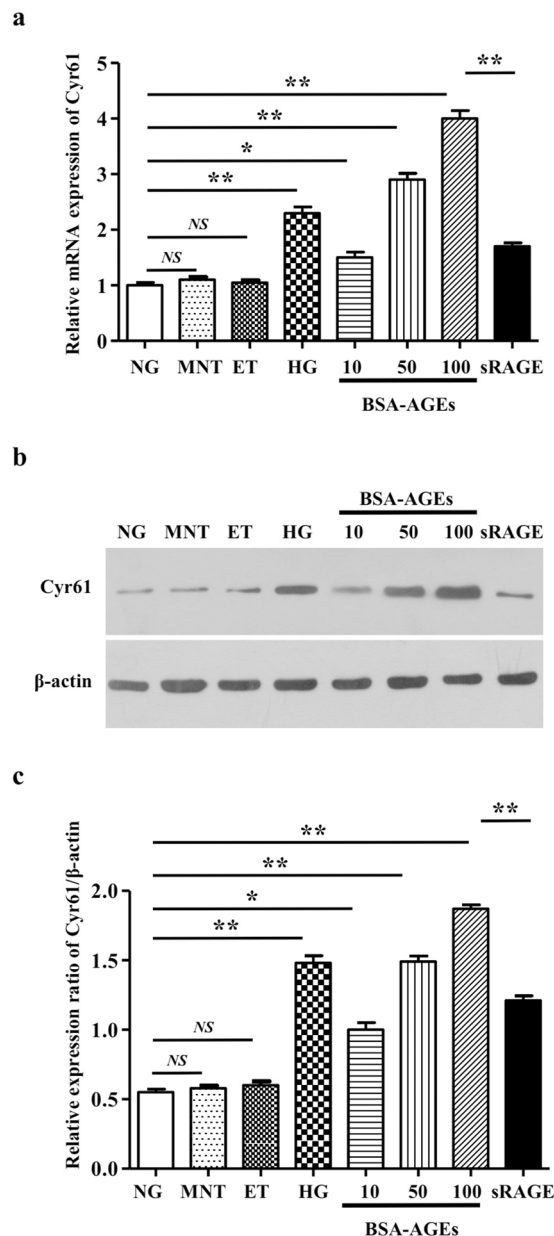 a
Relative mRNA expression of Cyr61
5
4
3
2
1
0
**
**
**
*
**
NS
NS
NG MNT ET HG 10 50 100 sRAGE
BSA-AGEs
b
BSA-AGEs
NG MNT ET HG 10 50 100 sRAGE
Cyr61
β-actin
c
Relative expression ratio of Cyr61/β-actin
2.0
1.5
1.0
0.5
0.0
**
**
**
*
**
NS
NS
NG MNT ET HG 10 50 100 sRAGE
BSA-AGEs